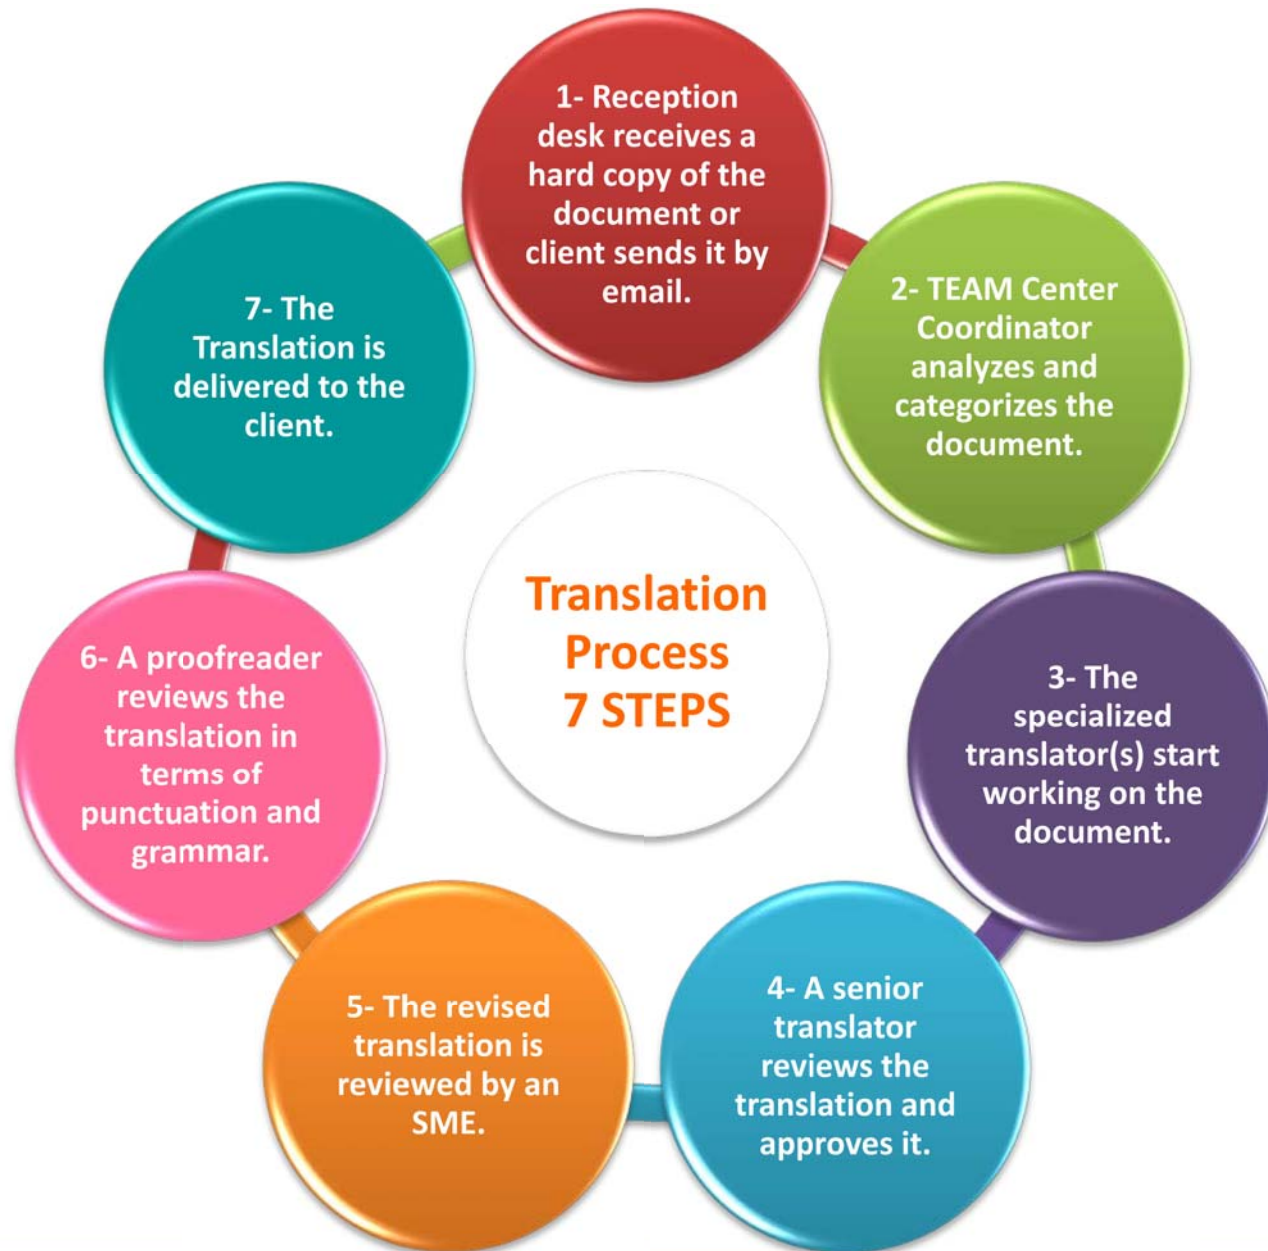 1- Reception
desk receives a
hard copy of the
document or
client sends it by
email.
2- TEAM Center
Coordinator
analyzes and
categorizes the
document.
3- The
specialized
translator(s) start
working on the
document.
4- A senior
translator
reviews the
translation and
approves it.
5- The revised
translation is
reviewed by an
SME.
6- A proofreader
reviews the
translation in
terms of
punctuation and
grammar.
7- The
Translation is
delivered to the
client.
Translation
Process
7 STEPS